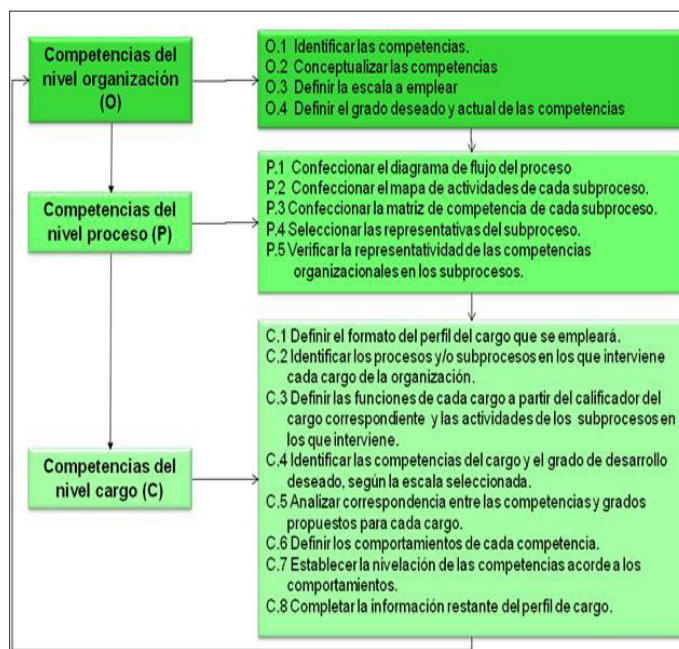 Competencias del
nivel organización
(O)
O.1 Identificar las competencias.
O.2 Conceptualizar las competencias
O.3 Definir la escala a emplear
O.4 Definir el grado deseado y actual de las competencias
Competencias del
nivel proceso (P)
P.1 Confeccionar el diagrama de flujo del proceso
P.2 Confeccionar el mapa de actividades de cada subproceso.
P.3 Confeccionar la matriz de competencia de cada subproceso.
P.4 Seleccionar las representativas del subproceso.
P.5 Verificar la representatividad de las competencias
organizacionales en los subprocesos.
Competencias del
nivel cargo (C)
C.1 Definir el formato del perfil del cargo que se empleará.
C.2 Identificar los procesos y/o subprocesos en los que interviene
cada cargo de la organización.
C.3 Definir las funciones de cada cargo a partir del calificador del
cargo correspondiente y las actividades de los subprocesos en
los que interviene.
C.4 Identificar las competencias del cargo y el grado de desarrollo
deseado, según la escala seleccionada.
C.5 Analizar correspondencia entre las competencias y grados
propuestos para cada cargo.
C.6 Definir los comportamientos de cada competencia.
C.7 Establecer la nivelación de las competencias acorde a los
comportamientos.
C.8 Completar la información restante del perfil de cargo.